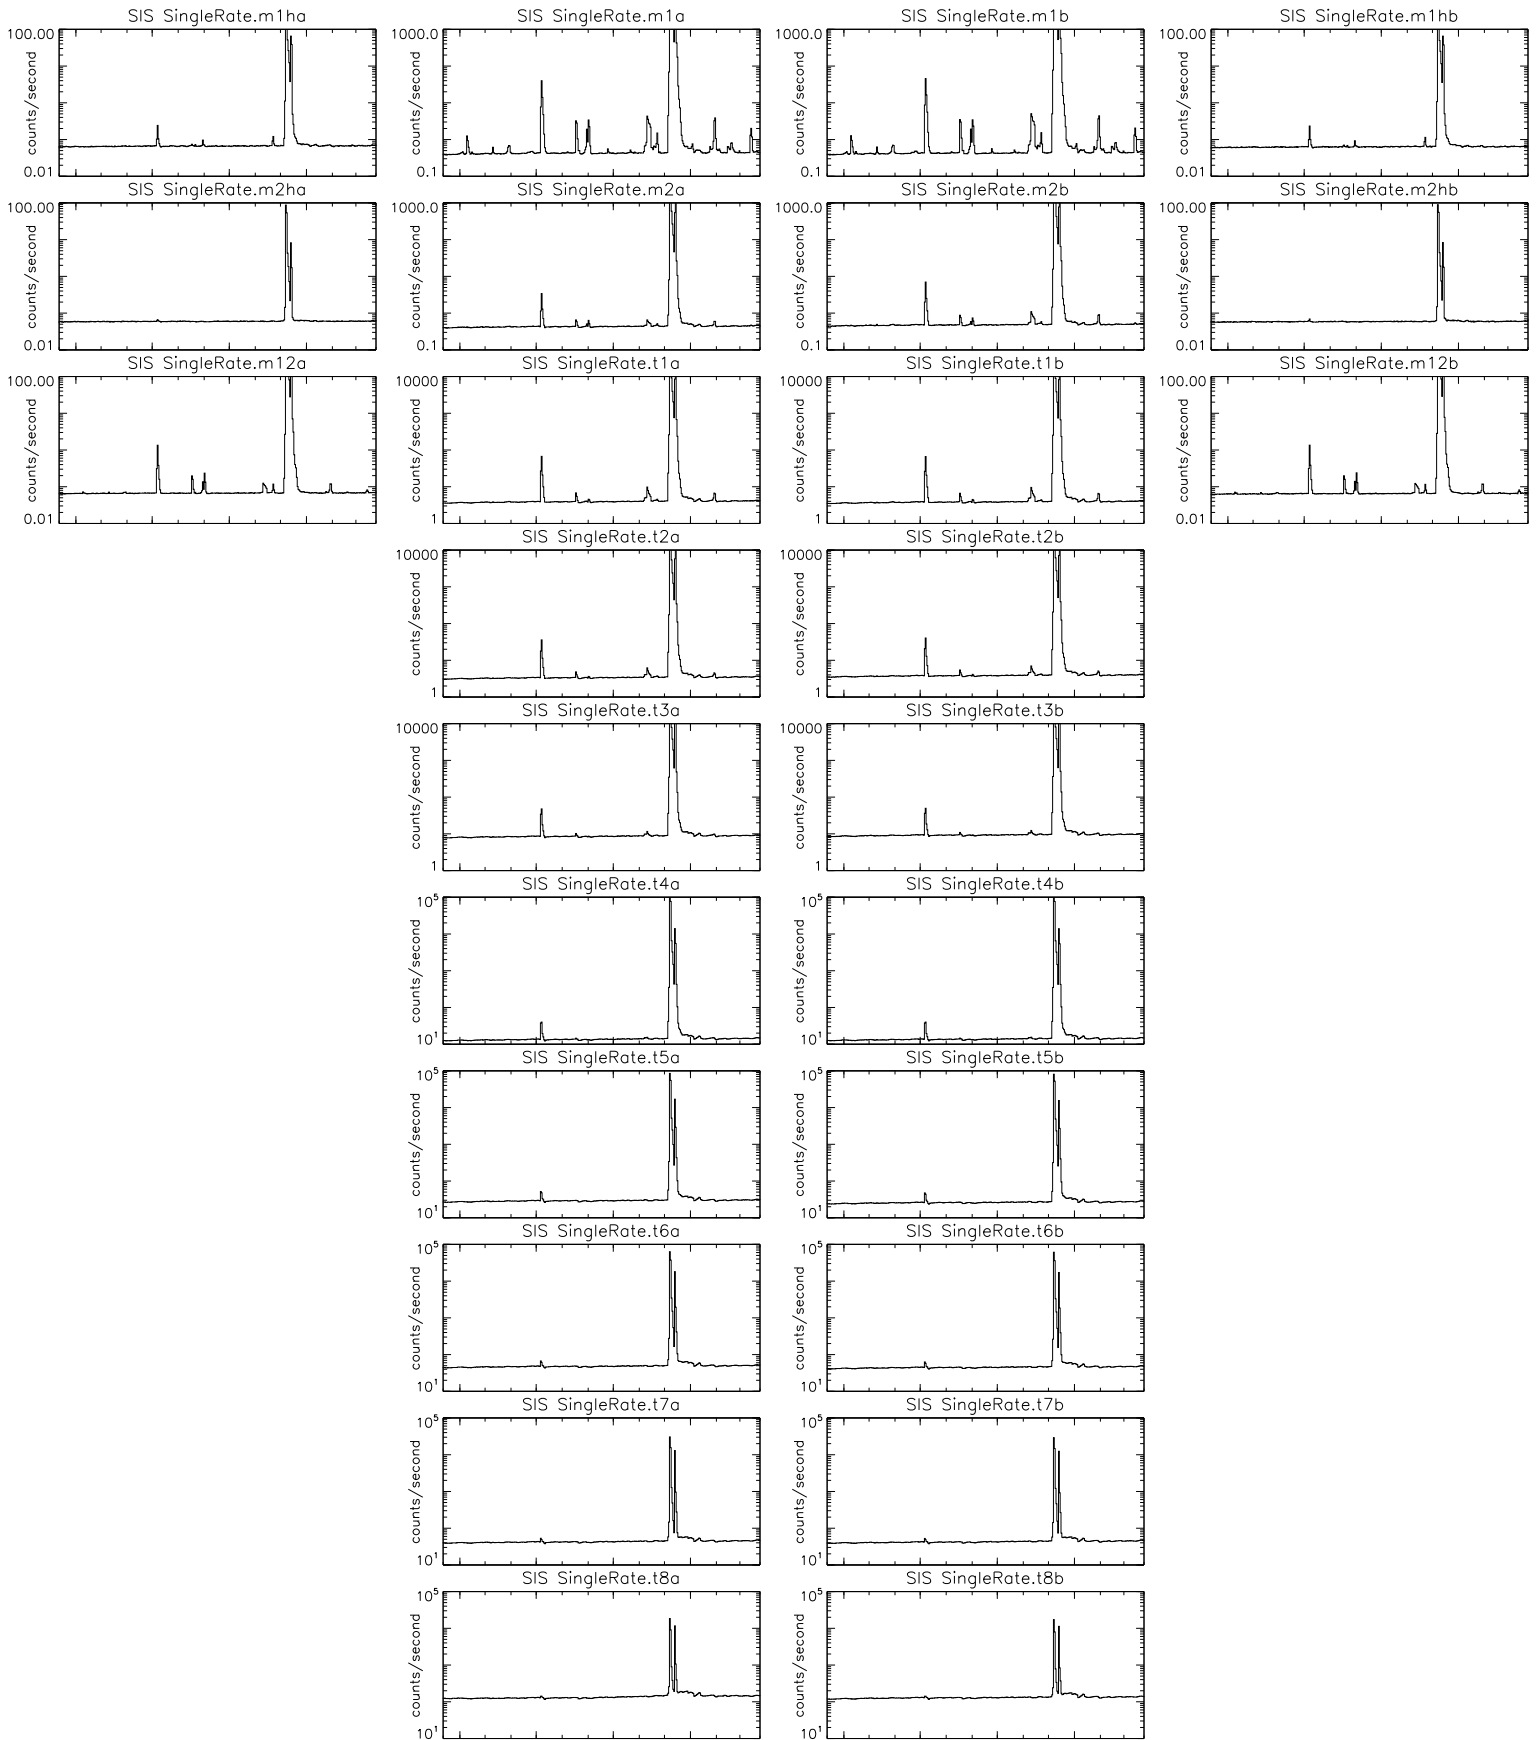 SIS SingleRate.m1ha
100.00
counts/second
0.01
SIS SingleRate.m1a
1000.0
counts/second
0.1
SIS SingleRate.m1b
1000.0
counts/second
0.1
SIS SingleRate.m1hb
100.00
counts/second
0.01
SIS SingleRate.m2ha
100.00
counts/second
0.01
SIS SingleRate.m2a
1000.0
counts/second
0.1
SIS SingleRate.m2b
1000.0
counts/second
0.1
SIS SingleRate.m2hb
100.00
counts/second
0.01
SIS SingleRate.m12a
100.00
counts/second
0.01
SIS SingleRate.t1a
10000
counts/second
1
SIS SingleRate.t1b
10000
counts/second
1
SIS SingleRate.m12b
100.00
counts/second
0.01
SIS SingleRate.t2a
10000
counts/second
1
SIS SingleRate.t2b
10000
counts/second
1
SIS SingleRate.t3a
10000
counts/second
1
SIS SingleRate.t3b
10000
counts/second
1
SIS SingleRate.t4a
10⁵
counts/second
10¹
SIS SingleRate.t4b
10⁵
counts/second
10¹
SIS SingleRate.t5a
10⁵
counts/second
10¹
SIS SingleRate.t5b
10⁵
counts/second
10¹
SIS SingleRate.t6a
10⁵
counts/second
10¹
SIS SingleRate.t6b
10⁵
counts/second
10¹
SIS SingleRate.t7a
10⁵
counts/second
10¹
SIS SingleRate.t7b
10⁵
counts/second
10¹
SIS SingleRate.t8a
10⁵
counts/second
10¹
SIS SingleRate.t8b
10⁵
counts/second
10¹